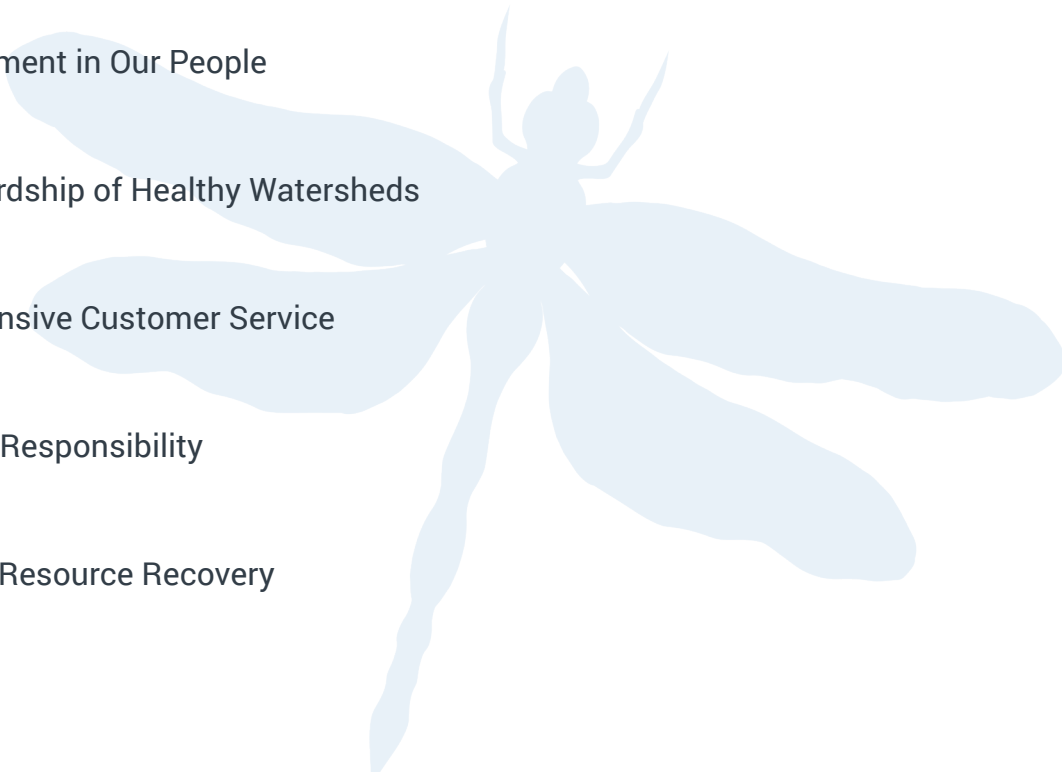 ment in Our People
rdship of Healthy Watersheds
nsive Customer Service
Responsibility
Resource Recovery